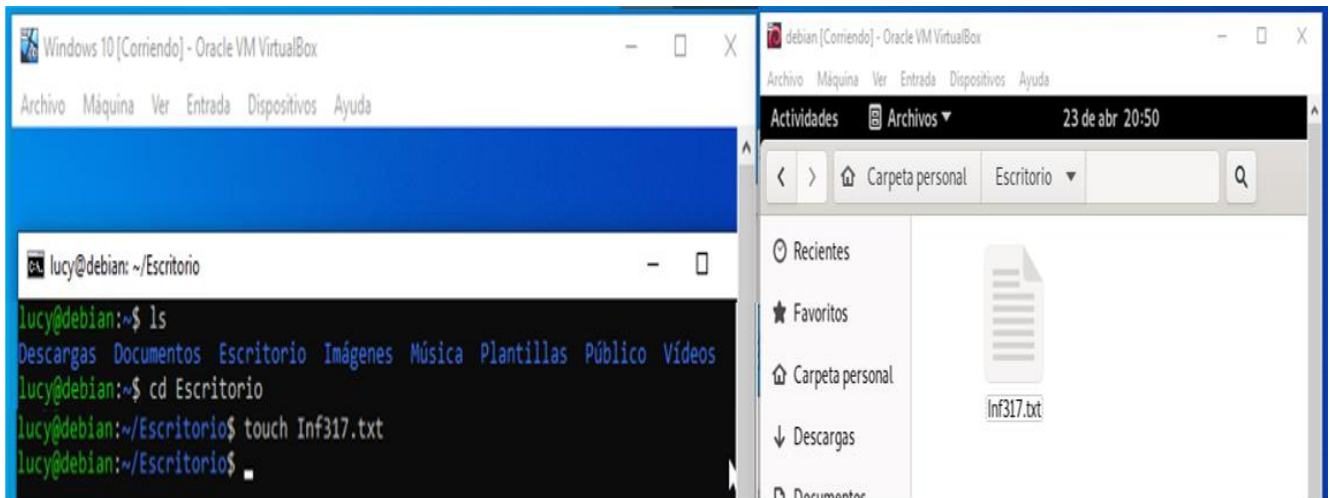 Windows 10 [Corriendo] - Oracle VM VirtualBox
Archivo Máquina Ver Entrada Dispositivos Ayuda
lucy@debian: ~/Escritorio
lucy@debian:~$ ls
Descargas Documentos Escritorio Imágenes Música Plantillas Público Vídeos
lucy@debian:~$ cd Escritorio
lucy@debian:~/Escritorio$ touch Inf317.txt
lucy@debian:~/Escritorio$
debian [Corriendo] - Oracle VM VirtualBox
Archivo Máquina Ver Entrada Dispositivos Ayuda
Actividades Archivos 23 de abr 20:50
Carpeta personal Escritorio
Recientes
Favoritos
Carpeta personal
Descargas
Documentos
Inf317.txt